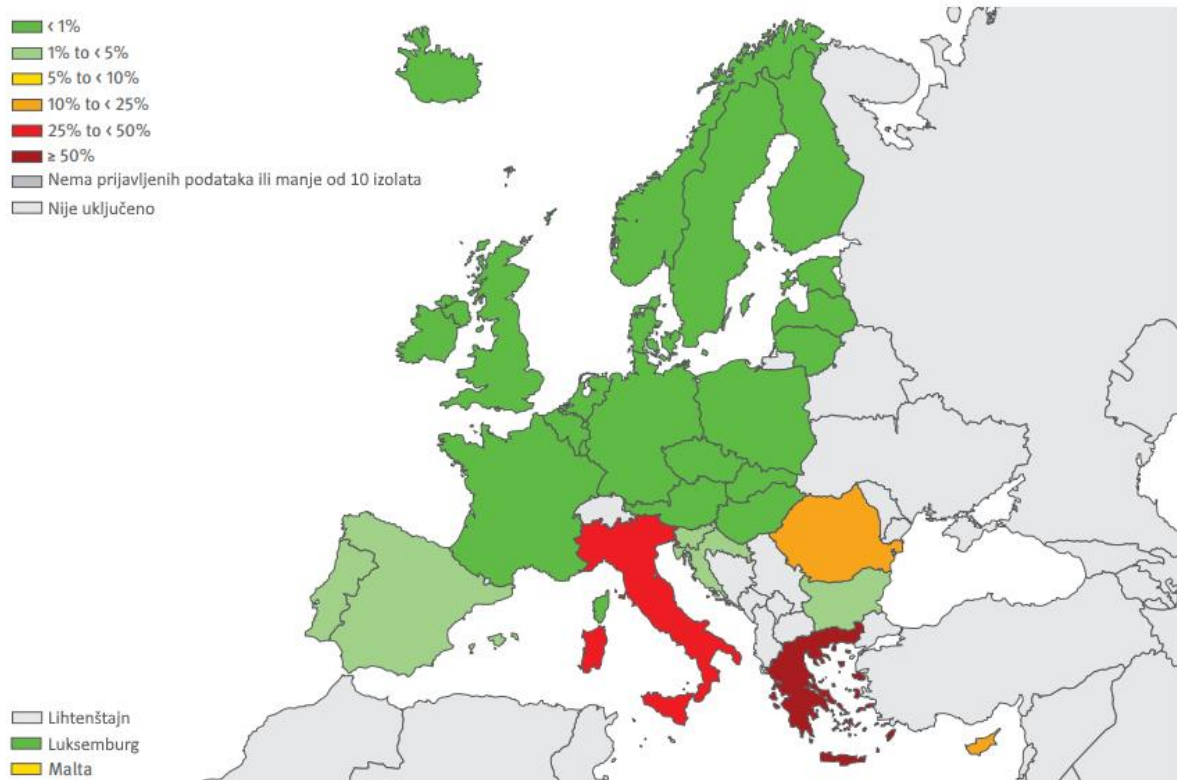 < 1%
1% to < 5%
5% to < 10%
10% to < 25%
25% to < 50%
≥ 50%
Nema prijavljenih podataka ili manje od 10 izolata
Nije uključeno
Lihtenštajn
Luksemburg
Malta